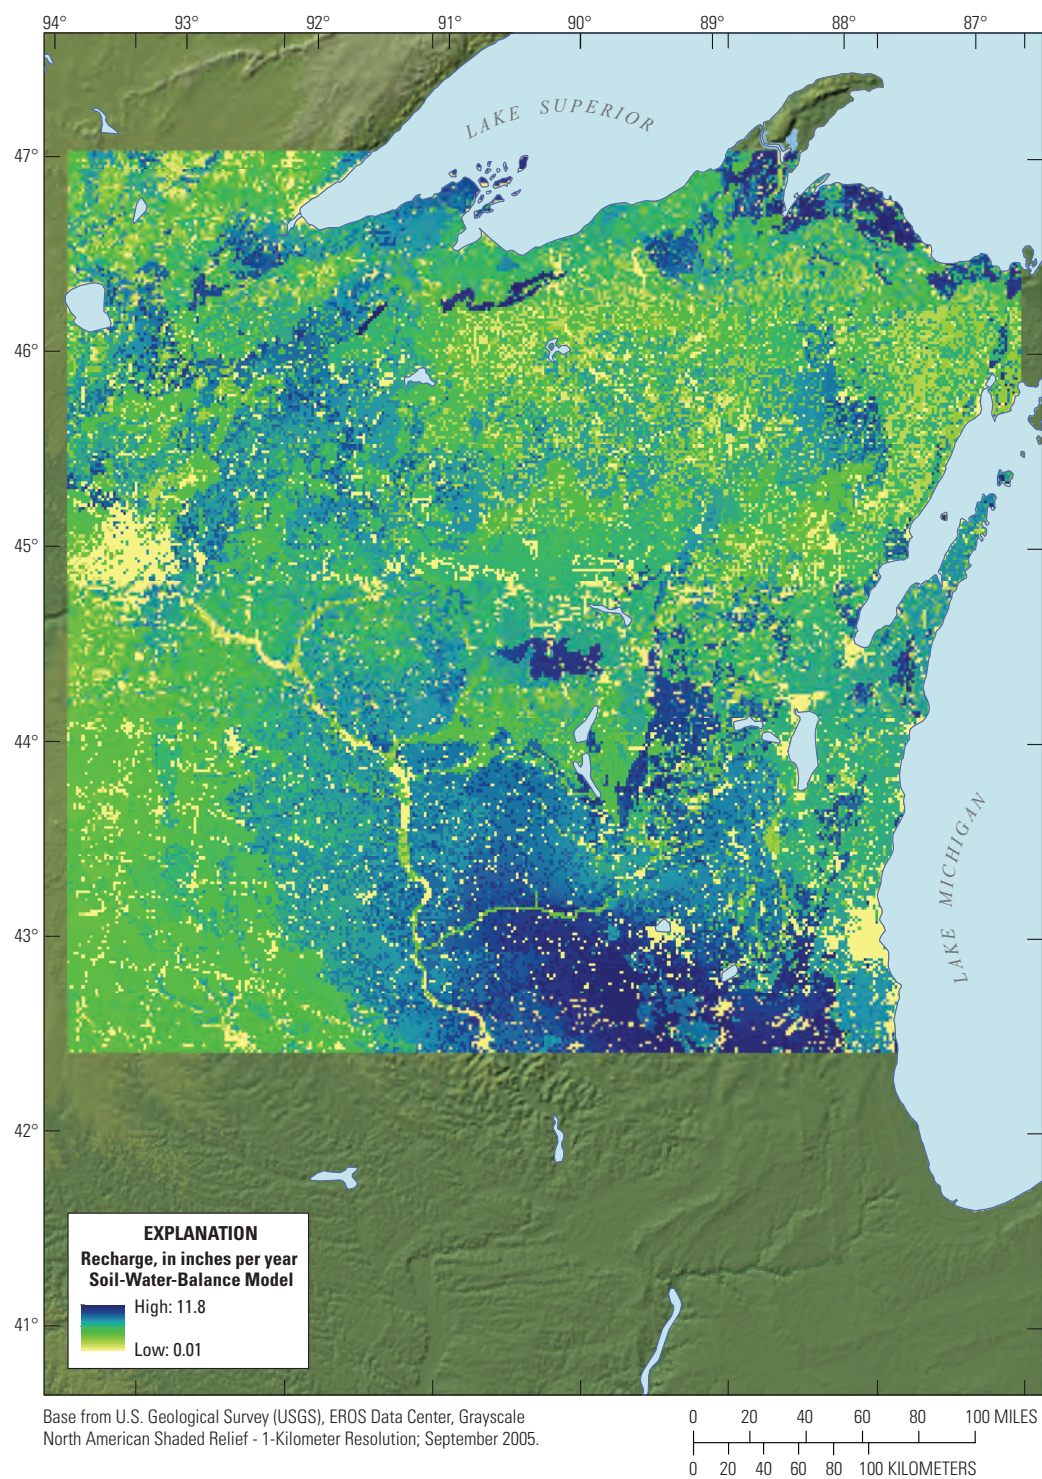 94° 93° 92° 91° 90° 89° 88° 87°
LAKE SUPERIOR
47°
46°
45°
44°
LAKE MICHIGAN
43°
42°
EXPLANATION
Recharge, in inches per year
Soil-Water-Balance Model
High: 11.8
Low: 0.01
41°
Base from U.S. Geological Survey (USGS), EROS Data Center, Grayscale
North American Shaded Relief - 1-Kilometer Resolution; September 2005.
0 20 40 60 80 100 MILES
0 20 40 60 80 100 KILOMETERS